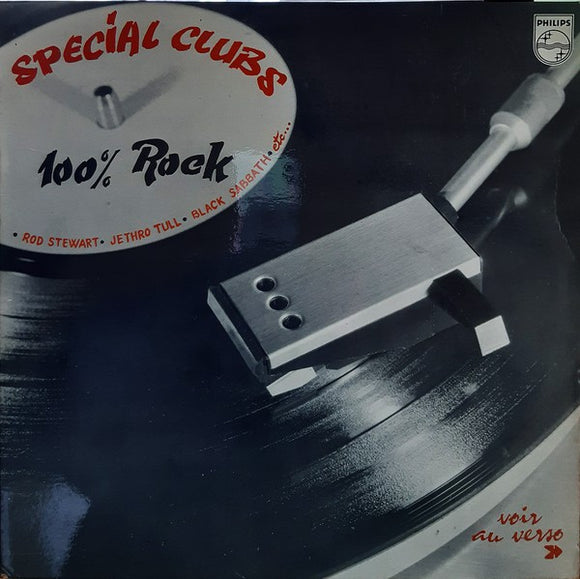 SPECIAL CLUBS
100% Rock
• ROD STEWART • JETHRO TULL • BLACK SABBATH • etc...
PHILIPS
voir
au verso